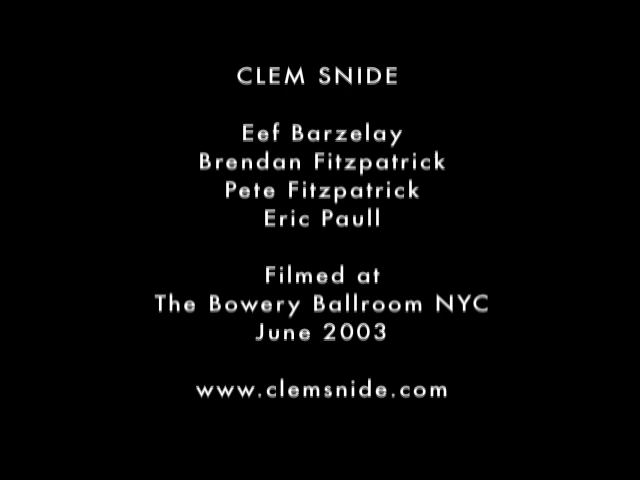 CLEM SNIDE
Eef Barzelay
Brendan Fitzpatrick
Pete Fitzpatrick
Eric Paull
Filmed at
The Bowery Ballroom NYC
June 2003
www.clemsnide.com